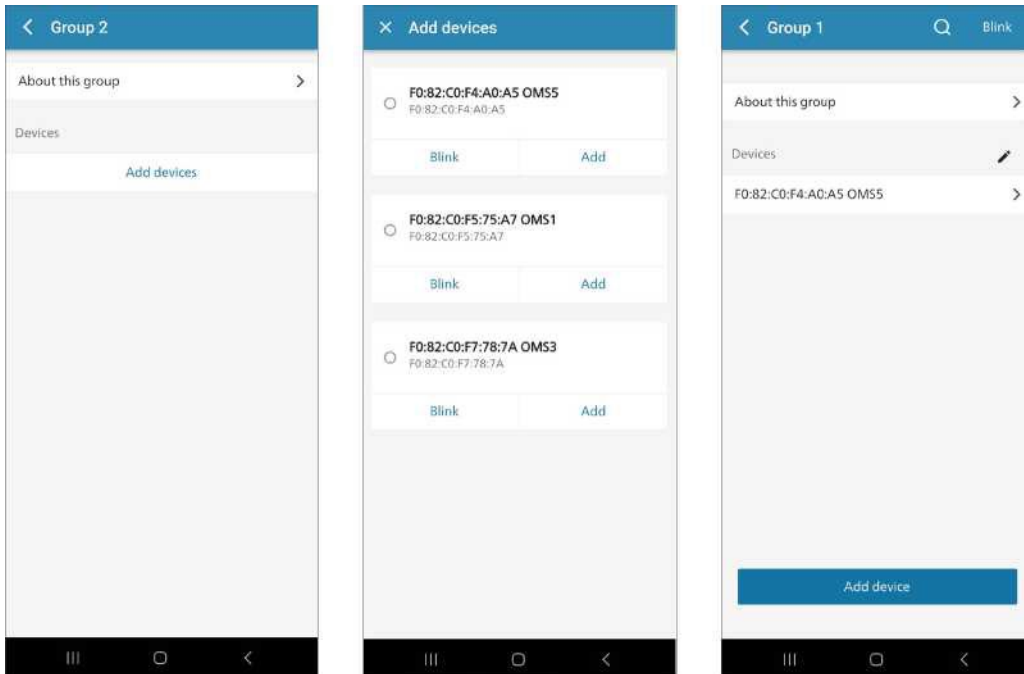 Group 2
About this group
Devices
Add devices
Add devices
F0:82:C0:F4:A0:A5 OMS5
F0:82:C0:F4:A0:A5
Blink
Add
F0:82:C0:F5:75:A7 OMS1
F0:82:C0:F5:75:A7
Blink
Add
F0:82:C0:F7:78:7A OMS3
F0:82:C0:F7:78:7A
Blink
Add
Group 1
Blink
About this group
Devices
F0:82:C0:F4:A0:A5 OMS5
Add device